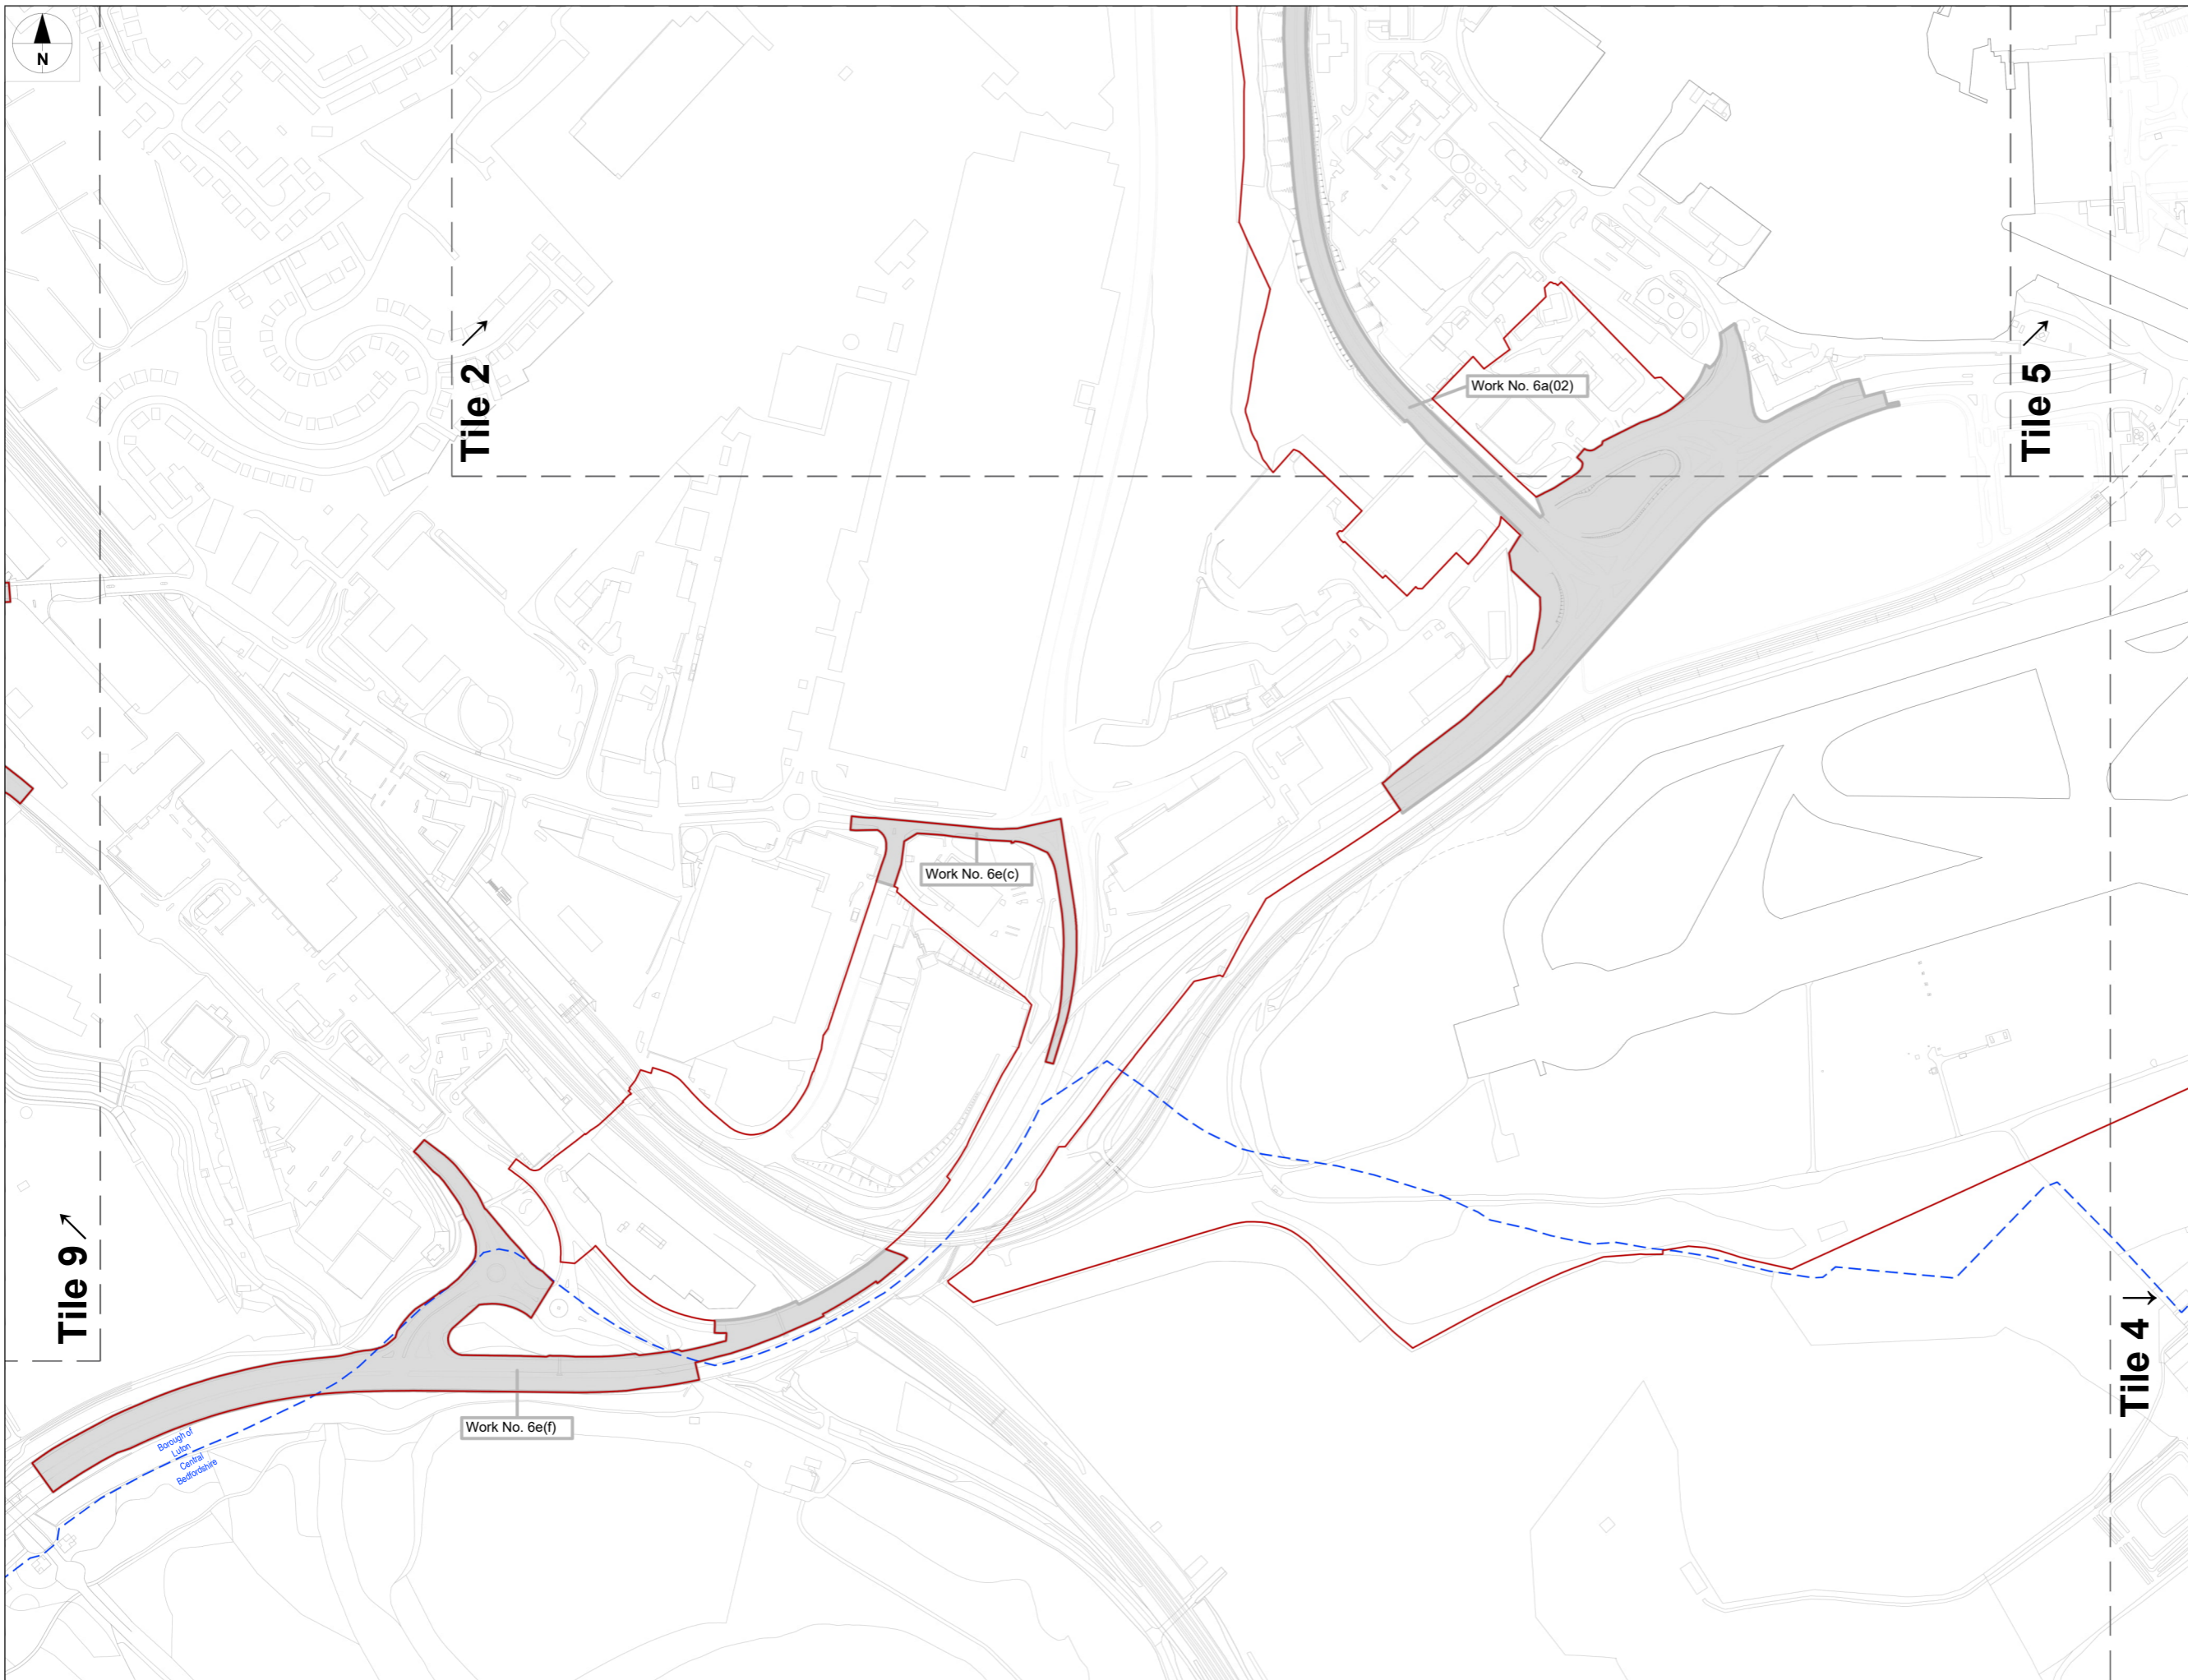 N
Tile 2
Tile 5
Work No. 6a(02)
Work No. 6e(c)
Tile 9
Tile 4
Work No. 6e(f)
Borough of
Luton
Central
Bedfordshire